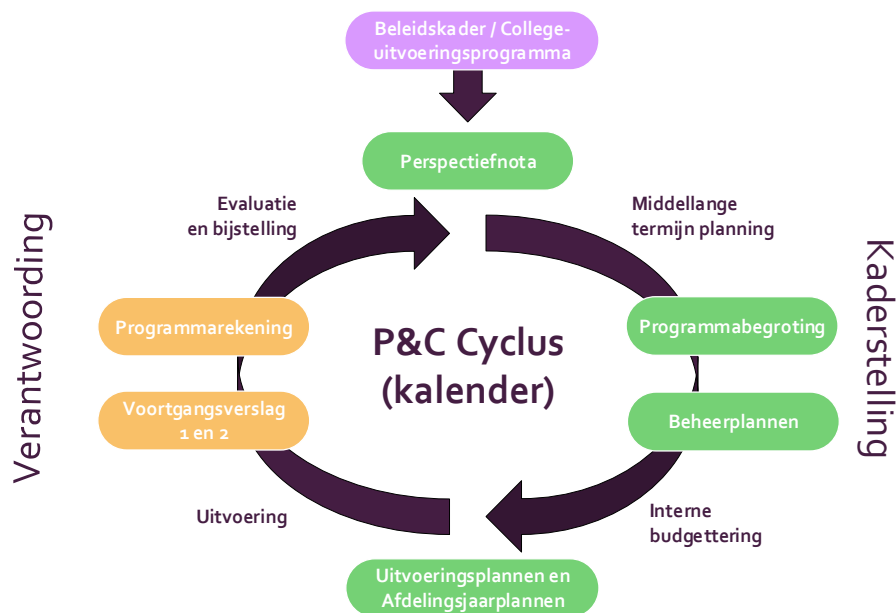 Beleidskader / College-
uitvoeringsprogramma
Perspectiefnota
Evaluatie
en bijstelling
Middellange
termijn planning
Verantwoording
Kaderstelling
Programmarekening
Programmabegroting
P&C Cyclus
(kalender)
Voortgangsverslag
1 en 2
Beheerplannen
Uitvoering
Interne
budgettering
Uitvoeringsplannen en
Afdelingsjaarplannen